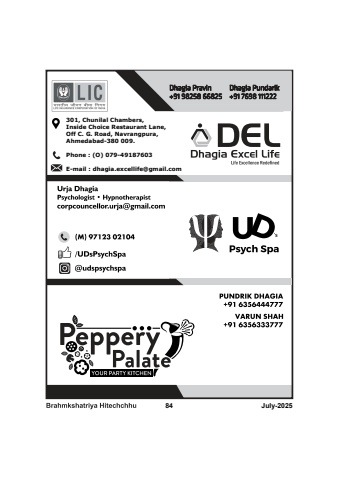 LIC
भारतीय जीवन बीमा निगम
LIFE INSURANCE CORPORATION OF INDIA
Dhagia Pravin
+91 98258 66825
Dhagia Pundarik
+91 7698 111222
301, Chunilal Chambers,
Inside Choice Restaurant Lane,
Off C. G. Road, Navrangpura,
Ahmedabad-380 009.
Phone : (O) 079-49187603
E-mail : dhagia.excellife@gmail.com
DEL
Dhagia Excel Life
Life Excellence Redefined
Urja Dhagia
Psychologist • Hypnotherapist
corpcouncellor.urja@gmail.com
(M) 97123 02104
/UDsPsychSpa
@udspsychspa
UD's
Psych Spa
PUNDRIK DHAGIA
+91 6356444777
VARUN SHAH
+91 6356333777
Peppery
Palate
YOUR PARTY KITCHEN
Brahmkshatriya Hitechchhu
84
July-2025